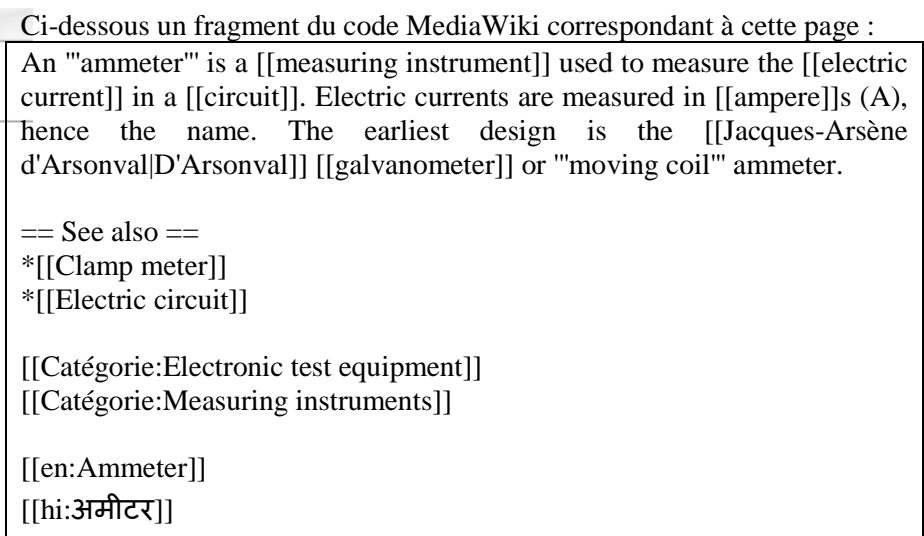 Ci-dessous un fragment du code MediaWiki correspondant à cette page :
An '''ammeter''' is a [[measuring instrument]] used to measure the [[electric
current]] in a [[circuit]]. Electric currents are measured in [[ampere]]s (A),
hence the name. The earliest design is the [[Jacques-Arsène
d'Arsonval|D'Arsonval]] [[galvanometer]] or '''moving coil''' ammeter.
== See also ==
*[[Clamp meter]]
*[[Electric circuit]]
[[Catégorie:Electronic test equipment]]
[[Catégorie:Measuring instruments]]
[[en:Ammeter]]
[[hi:अमीटर]]